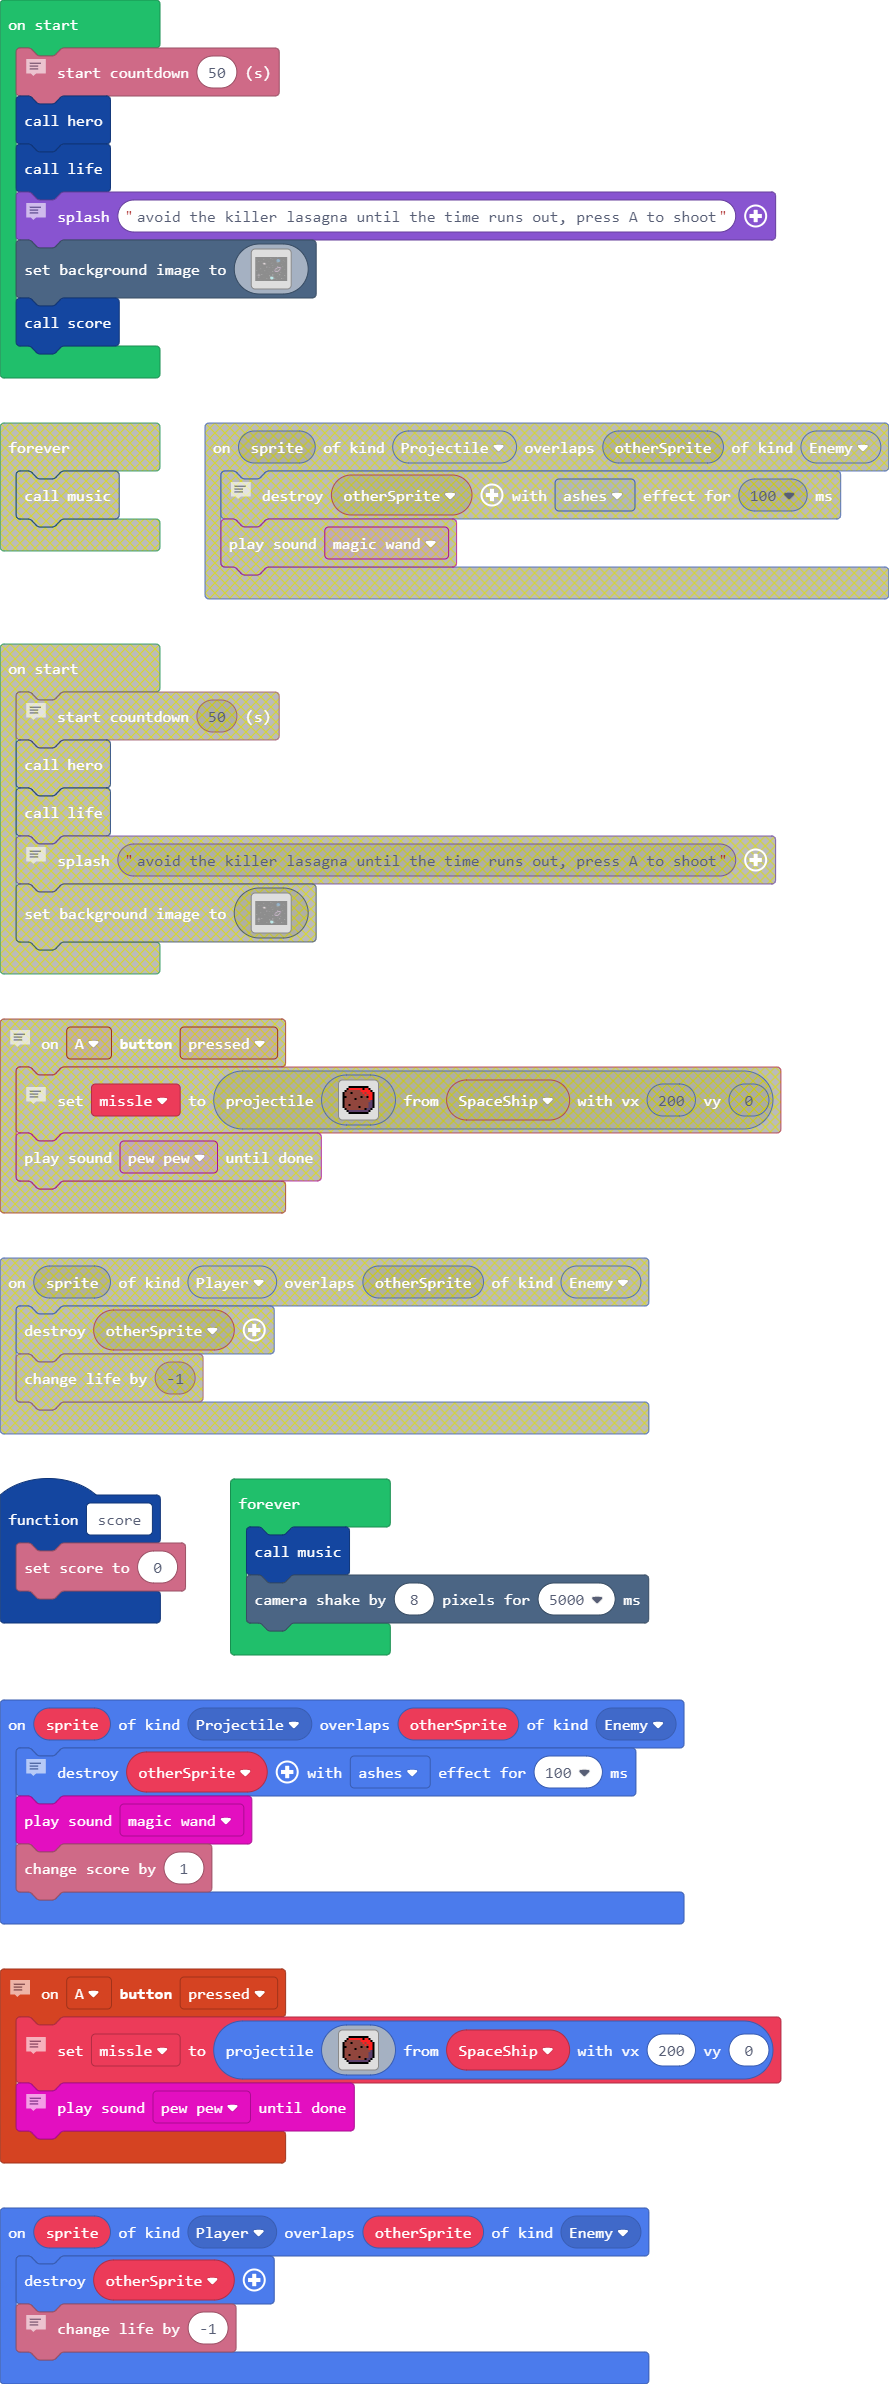 on start
start countdown 50 (s)
call hero
call life
splash "avoid the killer lasagna until the time runs out, press A to shoot"
set background image to
call score
forever
call music
on sprite of kind Projectile overlaps otherSprite of kind Enemy
destroy otherSprite with ashes effect for 100 ms
play sound magic wand
on start
start countdown 50 (s)
call hero
call life
splash "avoid the killer lasagna until the time runs out, press A to shoot"
set background image to
on A button pressed
set missle to projectile from SpaceShip with vx 200 vy 0
play sound pew pew until done
on sprite of kind Player overlaps otherSprite of kind Enemy
destroy otherSprite
change life by -1
function score
set score to 0
forever
call music
camera shake by 8 pixels for 5000 ms
on sprite of kind Projectile overlaps otherSprite of kind Enemy
destroy otherSprite with ashes effect for 100 ms
play sound magic wand
change score by 1
on A button pressed
set missle to projectile from SpaceShip with vx 200 vy 0
play sound pew pew until done
on sprite of kind Player overlaps otherSprite of kind Enemy
destroy otherSprite
change life by -1